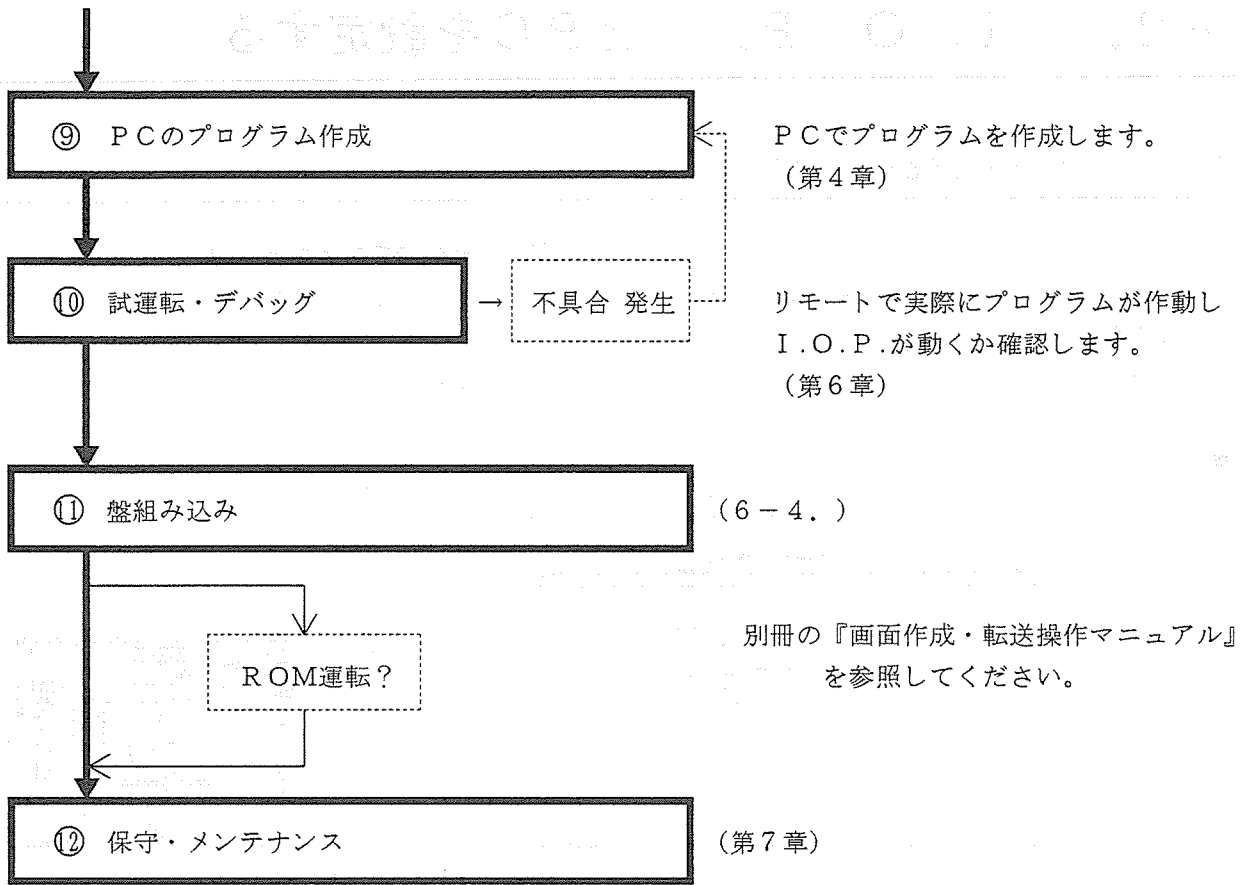 ⑨ PCのプログラム作成
PCでプログラムを作成します。
(第4章)
⑩ 試運転・デバッグ
→
不具合 発生
リモートで実際にプログラムが作動し
I.O.P.が動くか確認します。
(第6章)
⑪ 盤組み込み
(6-4.)
別冊の『画面作成・転送操作マニュアル』
を参照してください。
ROM運転?
⑫ 保守・メンテナンス
(第7章)